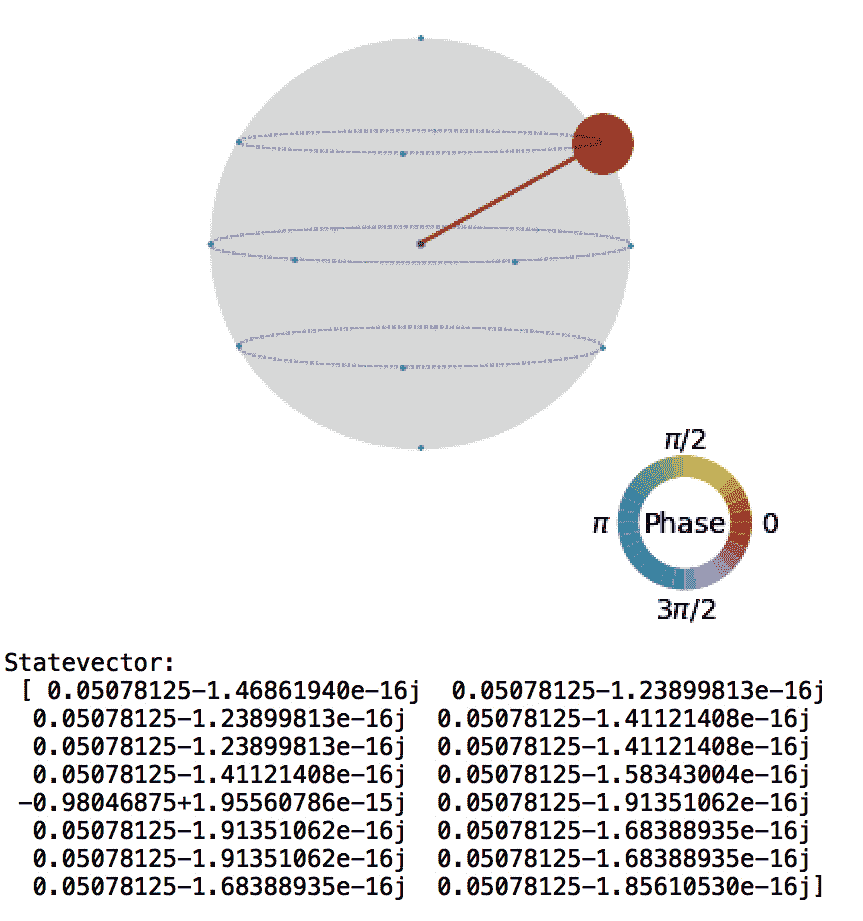 π/2
π Phase 0
3π/2
Statevector:
[ 0.05078125-1.46861940e-16j 0.05078125-1.23899813e-16j
0.05078125-1.23899813e-16j 0.05078125-1.41121408e-16j
0.05078125-1.23899813e-16j 0.05078125-1.41121408e-16j
0.05078125-1.41121408e-16j 0.05078125-1.58343004e-16j
-0.98046875+1.95560786e-15j 0.05078125-1.91351062e-16j
0.05078125-1.91351062e-16j 0.05078125-1.68388935e-16j
0.05078125-1.91351062e-16j 0.05078125-1.68388935e-16j
0.05078125-1.68388935e-16j 0.05078125-1.85610530e-16j]